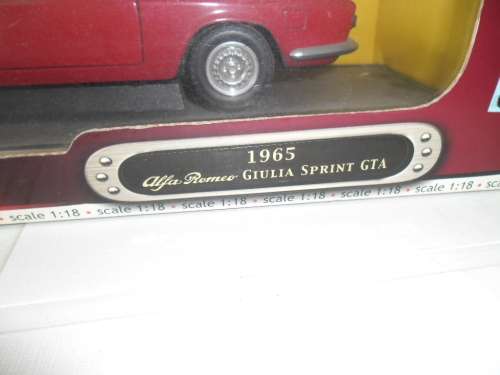 1965
Alfa Romeo GIULIA SPRINT GTA
scale 1:18 • scale 1:18 • scale 1:18 • scale 1:18 • scale 1:18 • scale 1:18 • scale 1:18